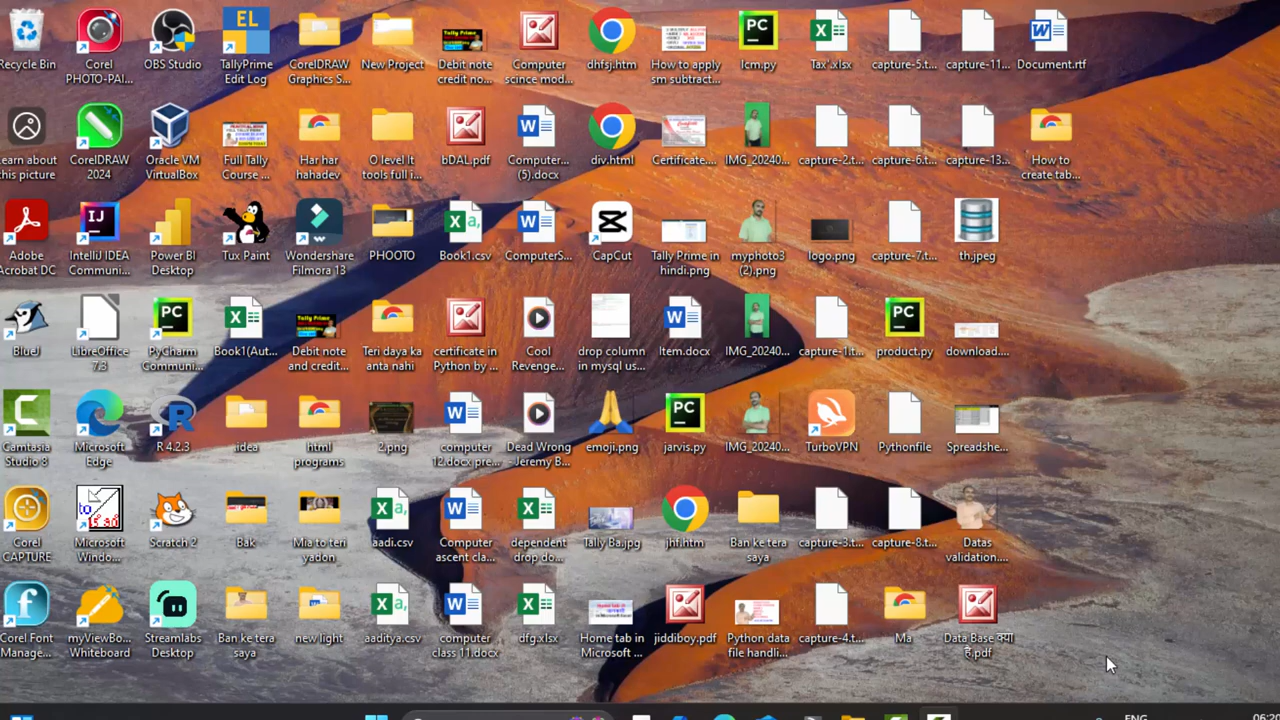 Recycle Bin
Corel
PHOTO-PAI...
OBS Studio
EL
TallyPrime
Edit Log
CorelDRAW
Graphics S...
New Project
Debit note
credit no...
Computer
scince mod...
dhfsj.htm
How to apply
sm subtract...
lcm.py
Tax'.xlsx
capture-5.t...
capture-11...
Document.rtf
earn about
this picture
CorelDRAW
2024
Oracle VM
VirtualBox
Full Tally
Course ...
Har har
hahadev
O level It
tools full i...
bDAL.pdf
Computer...
(5).docx
div.html
Certificate....
IMG_20240...
capture-2.t...
capture-6.t...
capture-13...
How to
create tab...
Adobe
Acrobat DC
IntelliJ IDEA
Communi...
Power BI
Desktop
Tux Paint
Wondershare
Filmora 13
PHOOTO
Book1.csv
ComputerS...
CapCut
Tally Prime in
hindi.png
myphoto3
(2).png
logo.png
capture-7.t...
th.jpeg
BlueJ
LibreOffice
7.3
PyCharm
Communi...
Book1(Aut...
Debit note
and credit...
Teri daya ka
anta nahi
certificate in
Python by ...
Cool
Revenge...
drop column
in mysql us...
Item.docx
IMG_20240...
capture-1.t...
product.py
download....
Camtasia
Studio 8
Microsoft
Edge
R 4.2.3
.idea
html
programs
2.png
computer
12.docx pre...
Dead Wrong
- Jeremy B...
emoji.png
jarvis.py
IMG_20240...
TurboVPN
Pythonfile
Spreadshe...
Corel
CAPTURE
Microsoft
Windo...
Scratch 2
Bak
Mia to teri
yadon
aadi.csv
Computer
ascent cla...
dependent
drop do...
Tally Ba.jpg
jhf.htm
Ban ke tera
saya
capture-3.t...
capture-8.t...
Datas
validation....
Corel Font
Manage...
myViewBo...
Whiteboard
Streamlabs
Desktop
Ban ke tera
saya
new light
aaditya.csv
computer
class 11.docx
dfg.xlsx
Home tab in
Microsoft ...
jiddiboy.pdf
Python data
file handli...
capture-4.t...
Ma
Data Base क्या
है.pdf
ENG